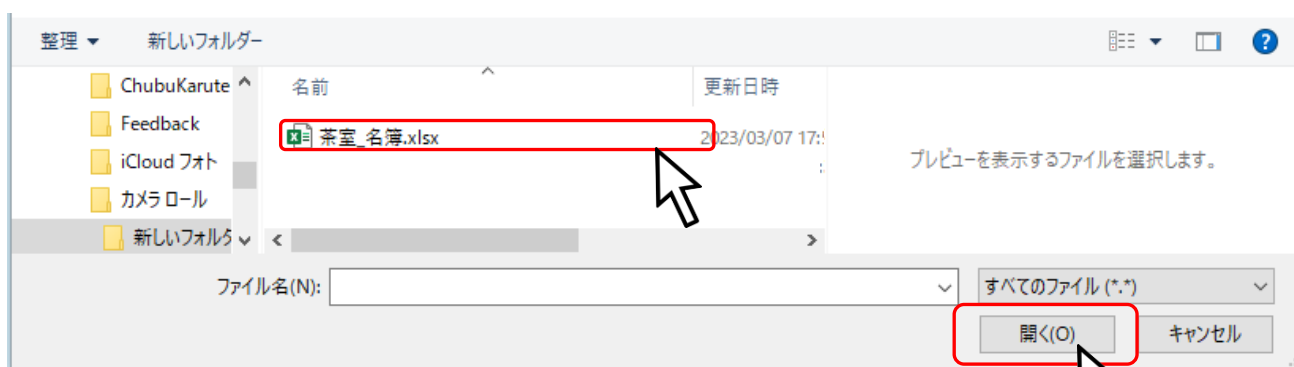 整理 新しいフォルダー
ChubuKarute 名前 更新日時
Feedback 茶室_名簿.xlsx 2023/03/07 17:
iCloud フォト プレビューを表示するファイルを選択します。
カメラ ロール
新しいフォルダ
ファイル名(N): すべてのファイル (*.*)
開く(O) キャンセル